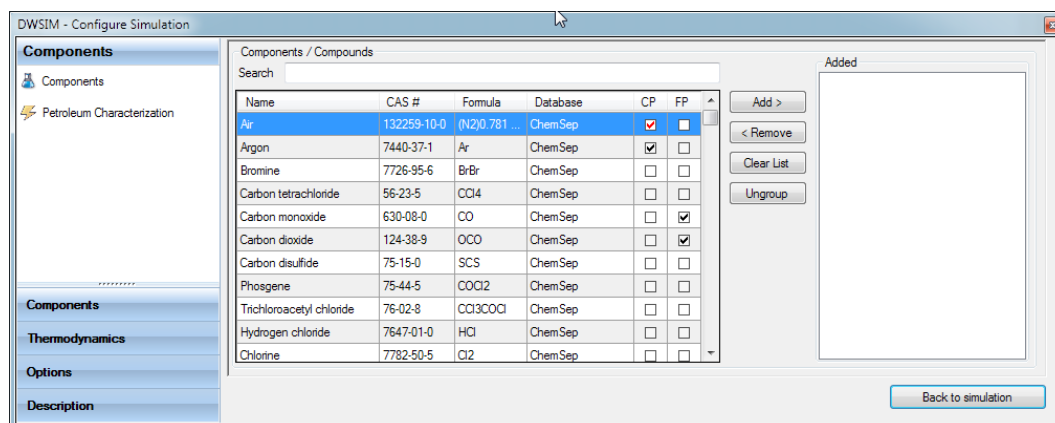 DWSIM - Configure Simulation
Components
Components
Petroleum Characterization
Components
Thermodynamics
Options
Description
Components / Compounds
Search
Name CAS # Formula Database CP FP
Air 132259-10-0 (N2)0.781 ... ChemSep
Argon 7440-37-1 Ar ChemSep
Bromine 7726-95-6 BrBr ChemSep
Carbon tetrachloride 56-23-5 CCl4 ChemSep
Carbon monoxide 630-08-0 CO ChemSep
Carbon dioxide 124-38-9 OCO ChemSep
Carbon disulfide 75-15-0 SCS ChemSep
Phosgene 75-44-5 COCl2 ChemSep
Trichloroacetyl chloride 76-02-8 CCl3COCl ChemSep
Hydrogen chloride 7647-01-0 HCl ChemSep
Chlorine 7782-50-5 Cl2 ChemSep
Add >
< Remove
Clear List
Ungroup
Added
Back to simulation